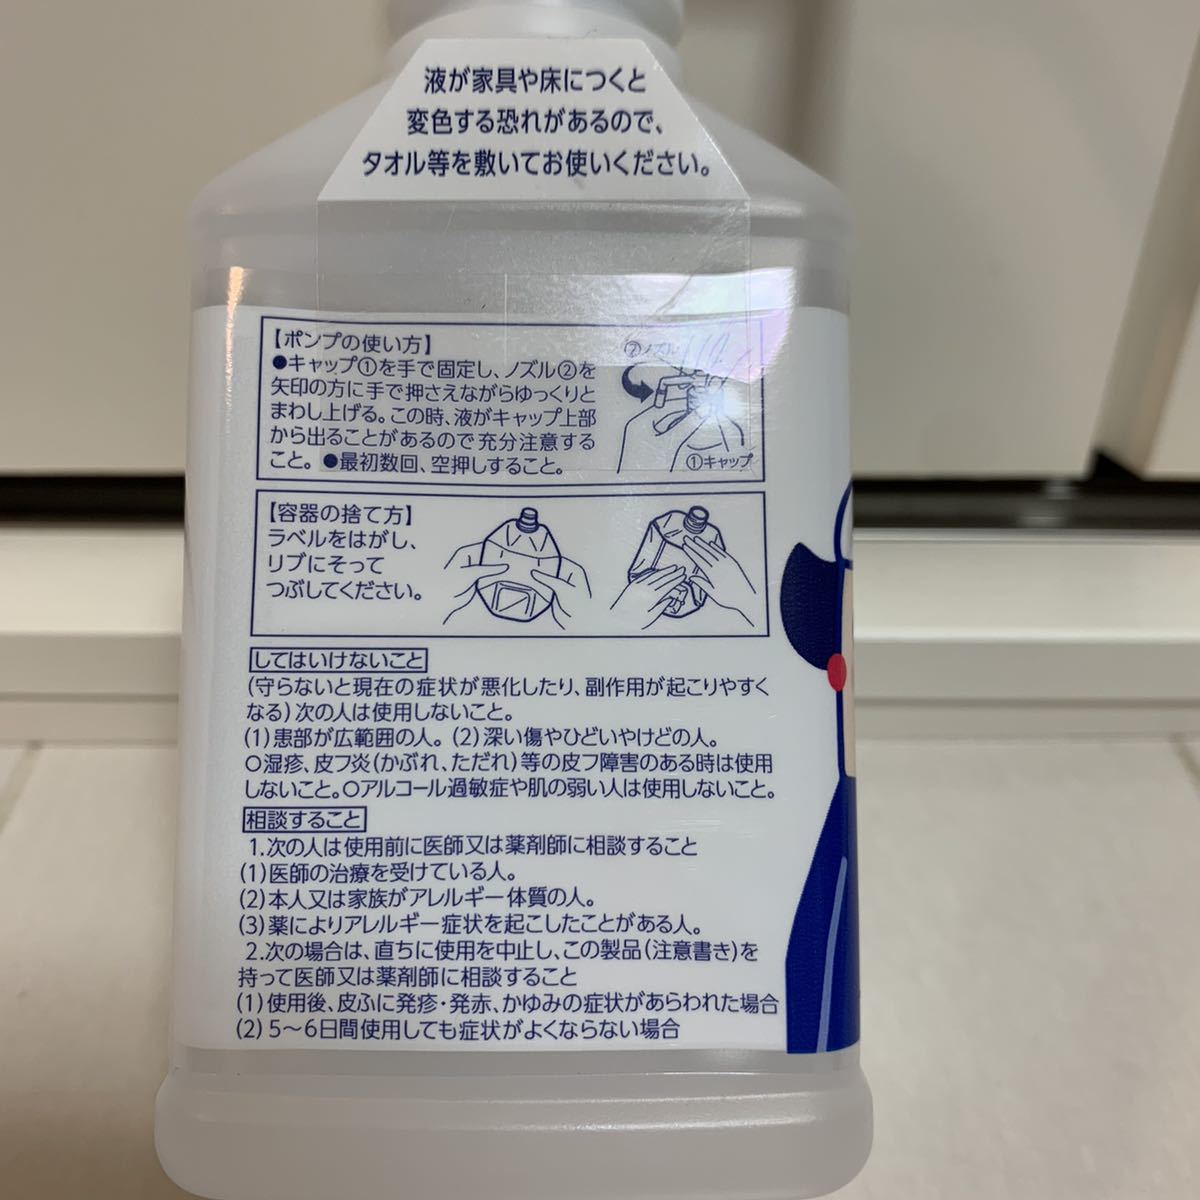 液が家具や床につくと
変色する恐れがあるので、
タオル等を敷いてお使いください。
【ポンプの使い方】
●キャップ①を手で固定し、ノズル②を
矢印の方に手で押さえながらゆっくりと
まわし上げる。この時、液がキャップ上部
から出ることがあるので充分注意する
こと。●最初数回、空押しすること。
②ノズル
①キャップ
【容器の捨て方】
ラベルをはがし、
リブにそって
つぶしてください。
してはいけないこと
(守らないと現在の症状が悪化したり、副作用が起こりやすく
なる)次の人は使用しないこと。
(1)患部が広範囲の人。(2)深い傷やひどいやけどの人。
○湿疹、皮フ炎(かぶれ、ただれ)等の皮フ障害のある時は使用
しないこと。○アルコール過敏症や肌の弱い人は使用しないこと。
相談すること
1.次の人は使用前に医師又は薬剤師に相談すること
(1)医師の治療を受けている人。
(2)本人又は家族がアレルギー体質の人。
(3)薬によりアレルギー症状を起こしたことがある人。
2.次の場合は、直ちに使用を中止し、この製品(注意書き)を
持って医師又は薬剤師に相談すること
(1)使用後、皮ふに発疹・発赤、かゆみの症状があらわれた場合
(2)5〜6日間使用しても症状がよくならない場合